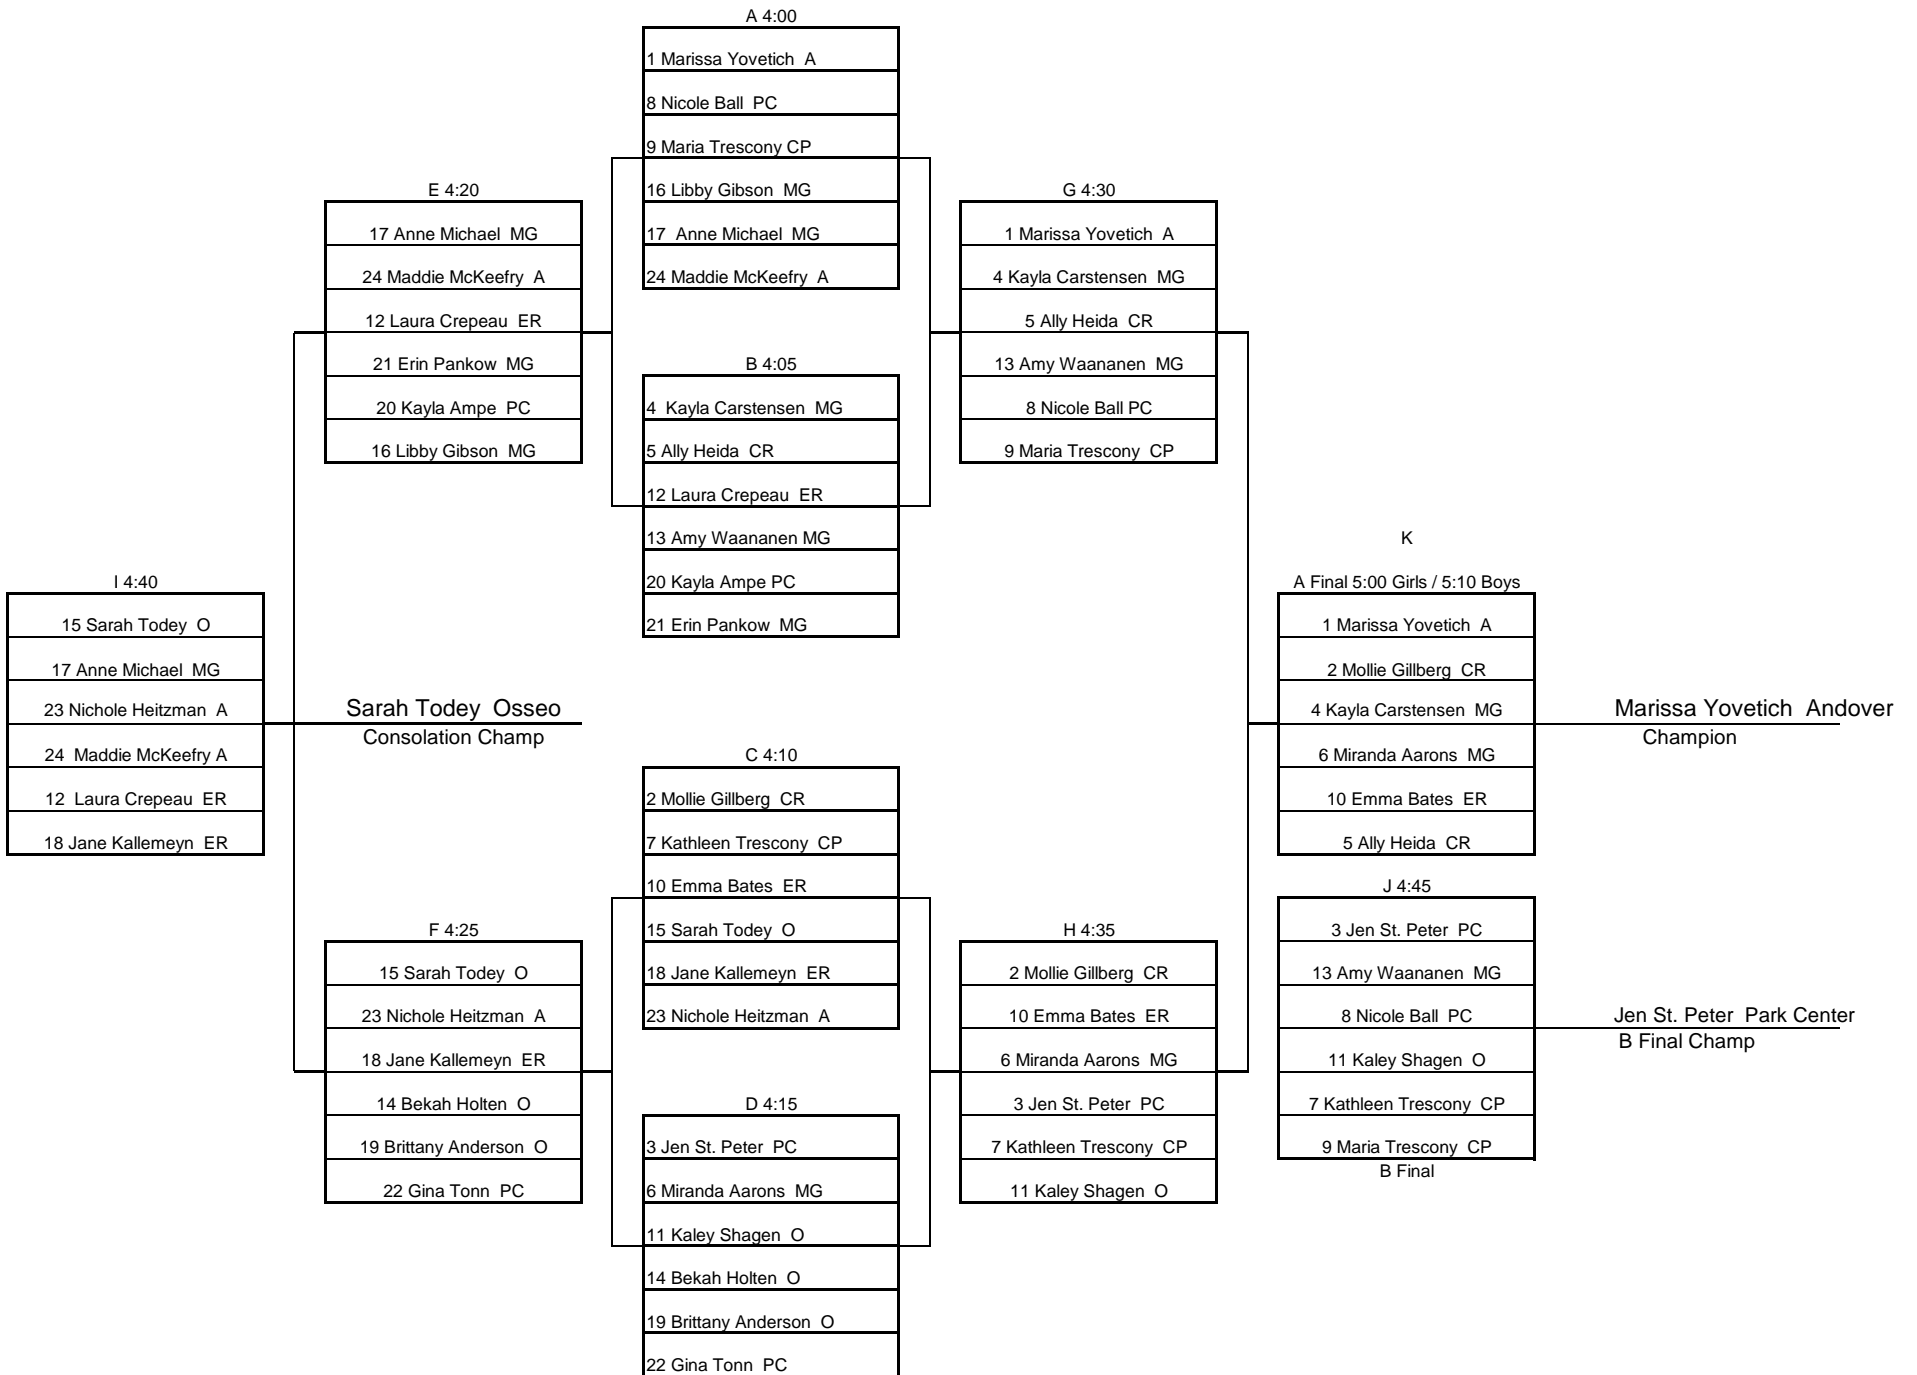 A 4:00
1 Marissa Yovetich A
8 Nicole Ball PC
9 Maria Trescony CP
16 Libby Gibson MG
17 Anne Michael MG
24 Maddie McKeefry A
E 4:20
17 Anne Michael MG
24 Maddie McKeefry A
12 Laura Crepeau ER
21 Erin Pankow MG
20 Kayla Ampe PC
16 Libby Gibson MG
G 4:30
1 Marissa Yovetich A
4 Kayla Carstensen MG
5 Ally Heida CR
13 Amy Waananen MG
8 Nicole Ball PC
9 Maria Trescony CP
B 4:05
4 Kayla Carstensen MG
5 Ally Heida CR
12 Laura Crepeau ER
13 Amy Waananen MG
20 Kayla Ampe PC
21 Erin Pankow MG
I 4:40
15 Sarah Todey O
17 Anne Michael MG
23 Nichole Heitzman A
24 Maddie McKeefry A
12 Laura Crepeau ER
18 Jane Kallemeyn ER
Sarah Todey Osseo
Consolation Champ
K
A Final 5:00 Girls / 5:10 Boys
1 Marissa Yovetich A
2 Mollie Gillberg CR
4 Kayla Carstensen MG
6 Miranda Aarons MG
10 Emma Bates ER
5 Ally Heida CR
Marissa Yovetich Andover
Champion
C 4:10
2 Mollie Gillberg CR
7 Kathleen Trescony CP
10 Emma Bates ER
15 Sarah Todey O
18 Jane Kallemeyn ER
23 Nichole Heitzman A
F 4:25
15 Sarah Todey O
23 Nichole Heitzman A
18 Jane Kallemeyn ER
14 Bekah Holten O
19 Brittany Anderson O
22 Gina Tonn PC
H 4:35
2 Mollie Gillberg CR
10 Emma Bates ER
6 Miranda Aarons MG
3 Jen St. Peter PC
7 Kathleen Trescony CP
11 Kaley Shagen O
J 4:45
3 Jen St. Peter PC
13 Amy Waananen MG
8 Nicole Ball PC
11 Kaley Shagen O
7 Kathleen Trescony CP
9 Maria Trescony CP
B Final
Jen St. Peter Park Center
B Final Champ
D 4:15
3 Jen St. Peter PC
6 Miranda Aarons MG
11 Kaley Shagen O
14 Bekah Holten O
19 Brittany Anderson O
22 Gina Tonn PC